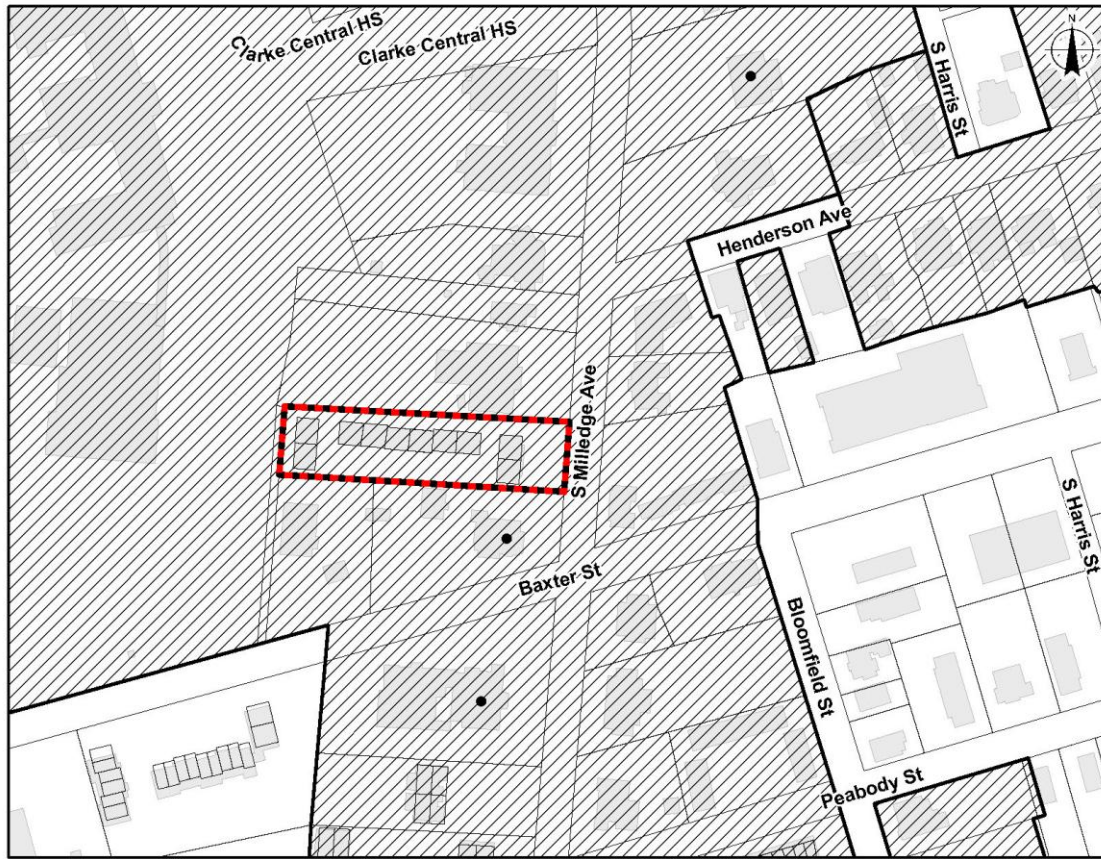 Clarke Central HS
Clarke Central HS
S Harris St
N
Henderson Ave
S Milledge Ave
S Harris St
Baxter St
Bloomfield St
Peabody St